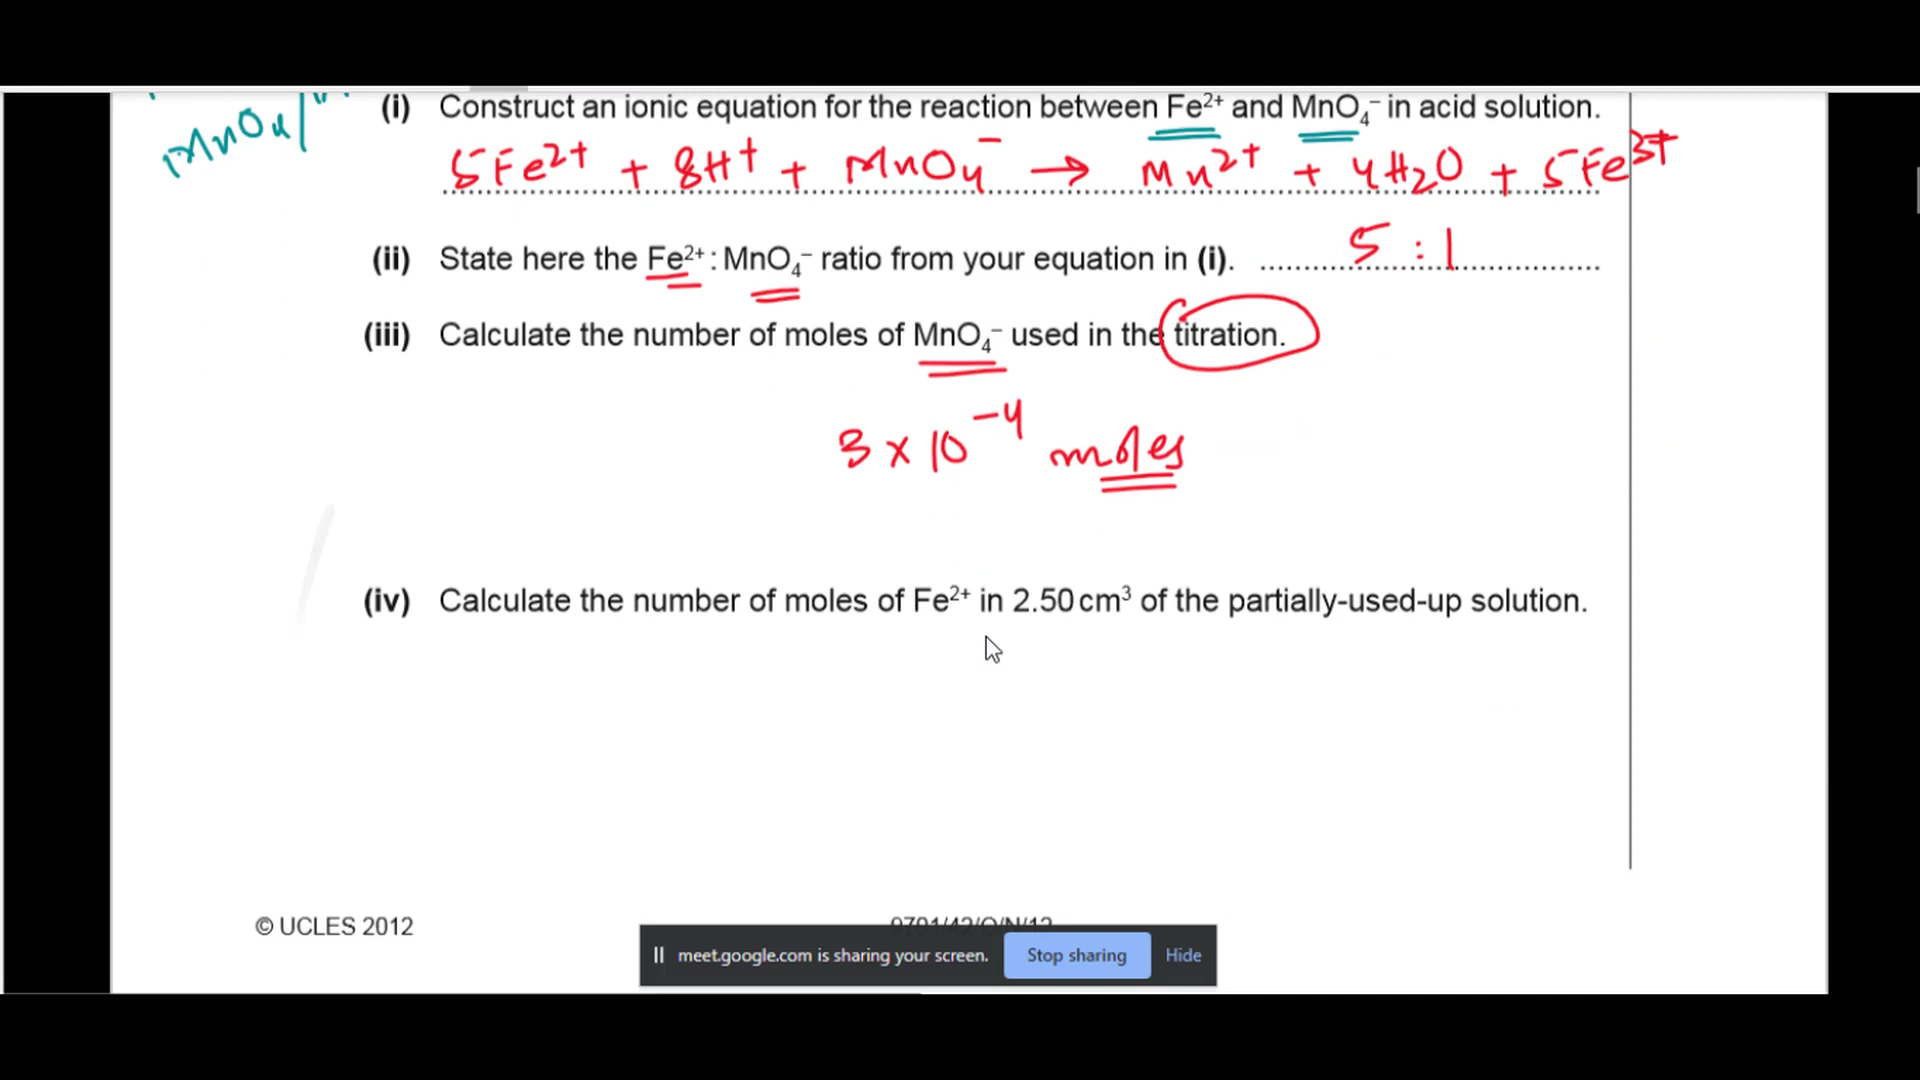 MnO4/
(i) Construct an ionic equation for the reaction between Fe²⁺ and MnO₄⁻ in acid solution.
5Fe²⁺ + 8H⁺ + MnO₄⁻ → Mn²⁺ + 4H₂O + 5Fe³⁺
(ii) State here the Fe²⁺ : MnO₄⁻ ratio from your equation in (i). 5 : 1
(iii) Calculate the number of moles of MnO₄⁻ used in the titration.
3 x 10⁻⁴ moles
(iv) Calculate the number of moles of Fe²⁺ in 2.50 cm³ of the partially-used-up solution.
© UCLES 2012 9701/42/O/N/12
meet.google.com is sharing your screen. Stop sharing Hide